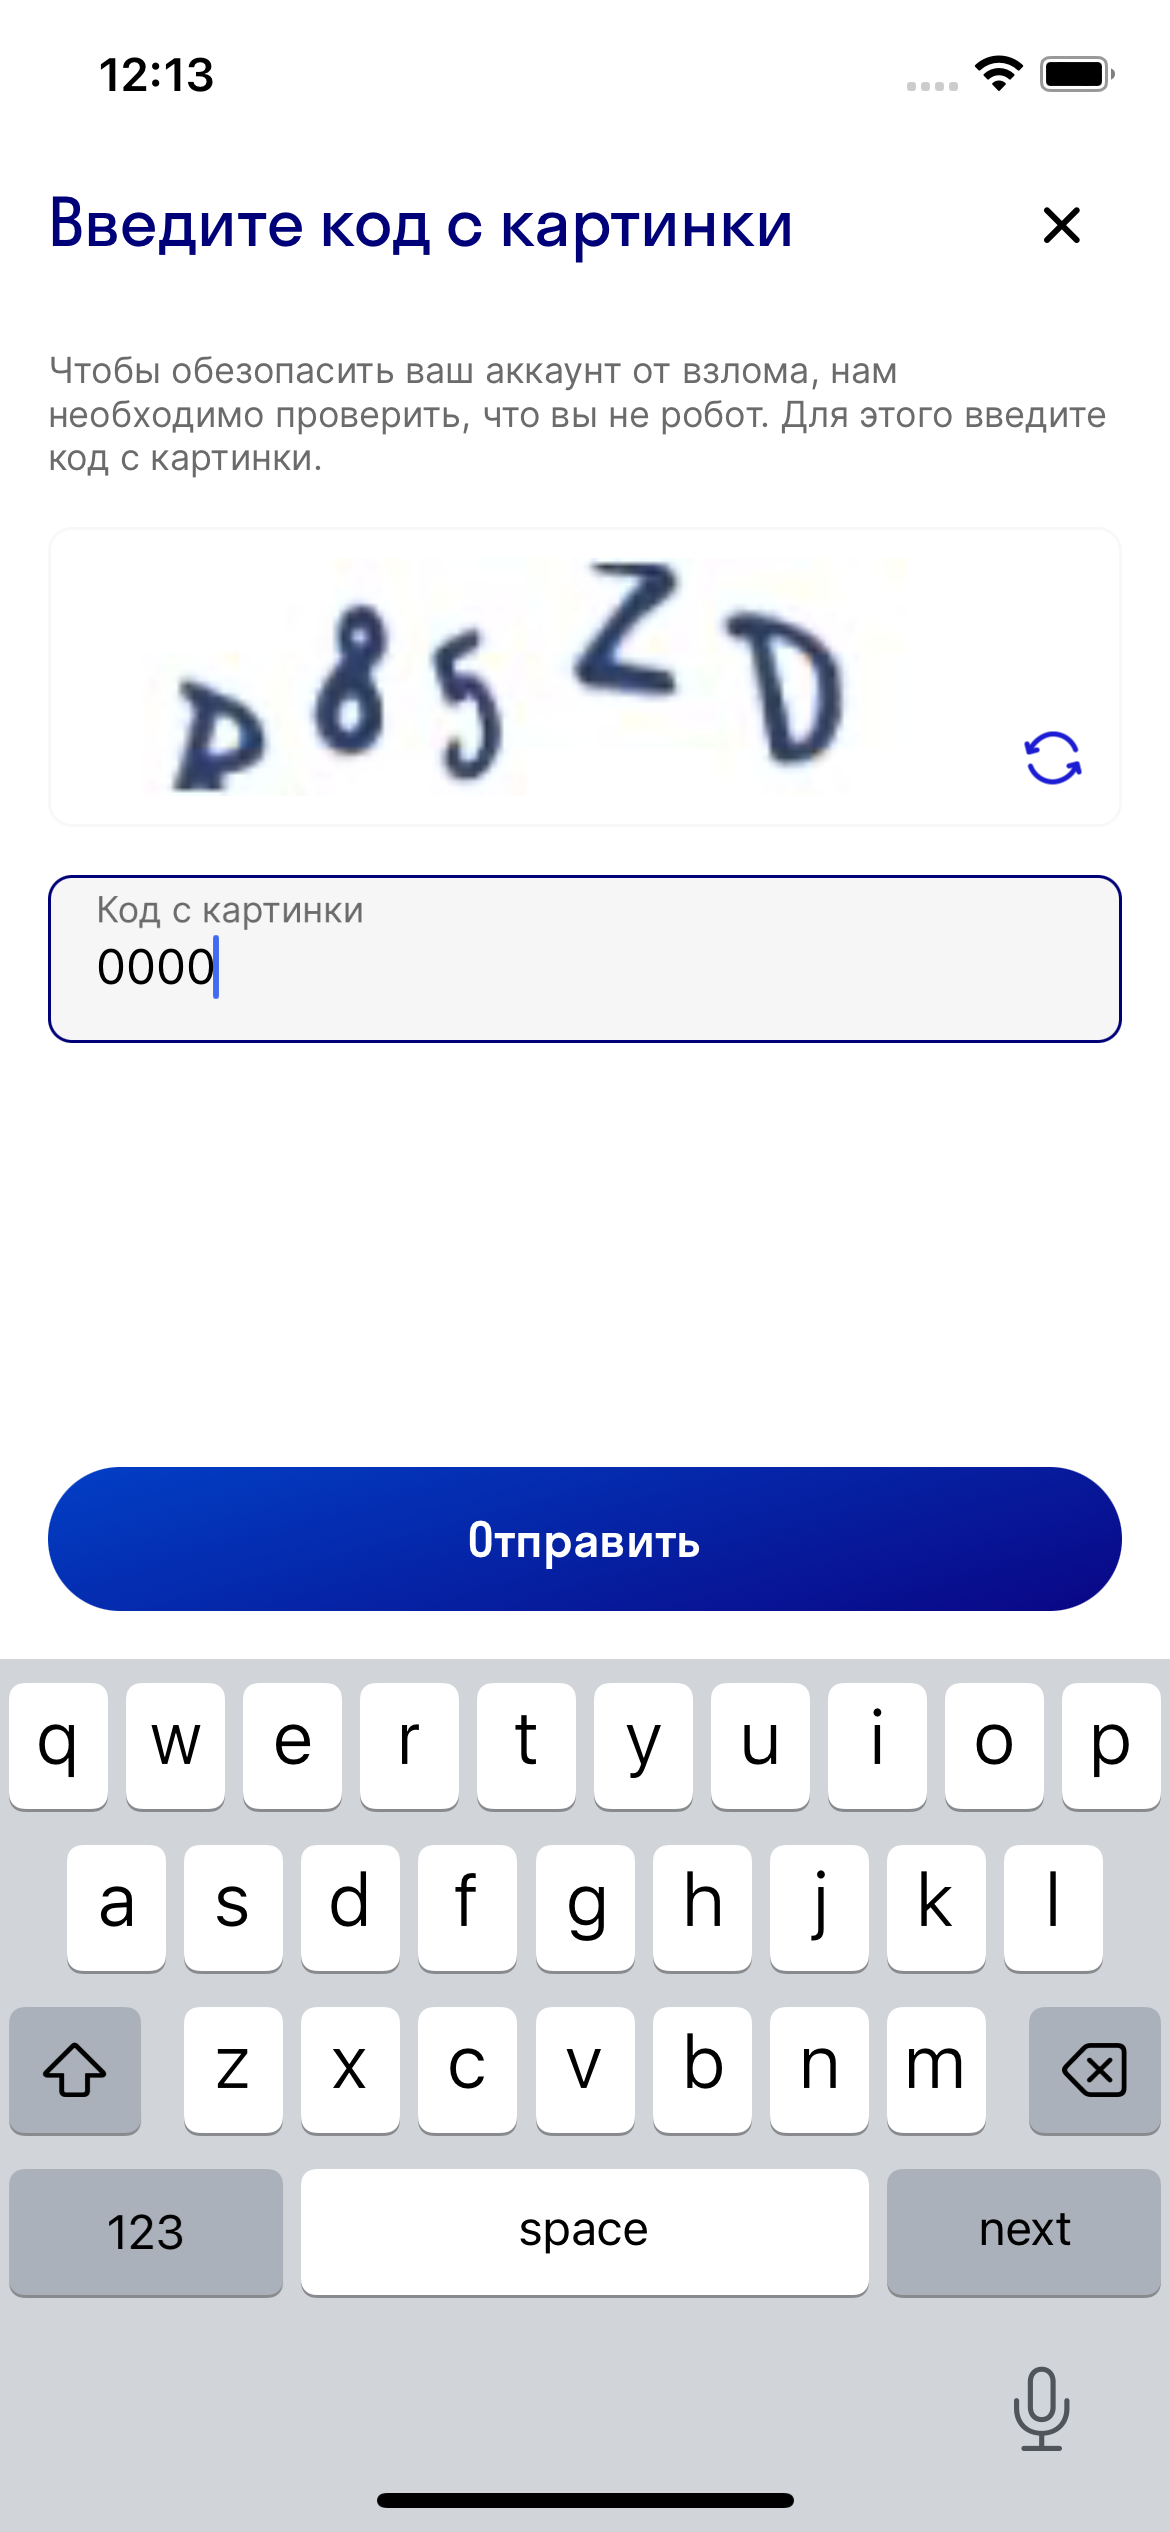 12:13
Введите код с картинки
Чтобы обезопасить ваш аккаунт от взлома, нам
необходимо проверить, что вы не робот. Для этого введите
код с картинки.
D85ZD
Код с картинки
0000
Отправить
q w e r t y u i o p
a s d f g h j k l
z x c v b n m
123 space next